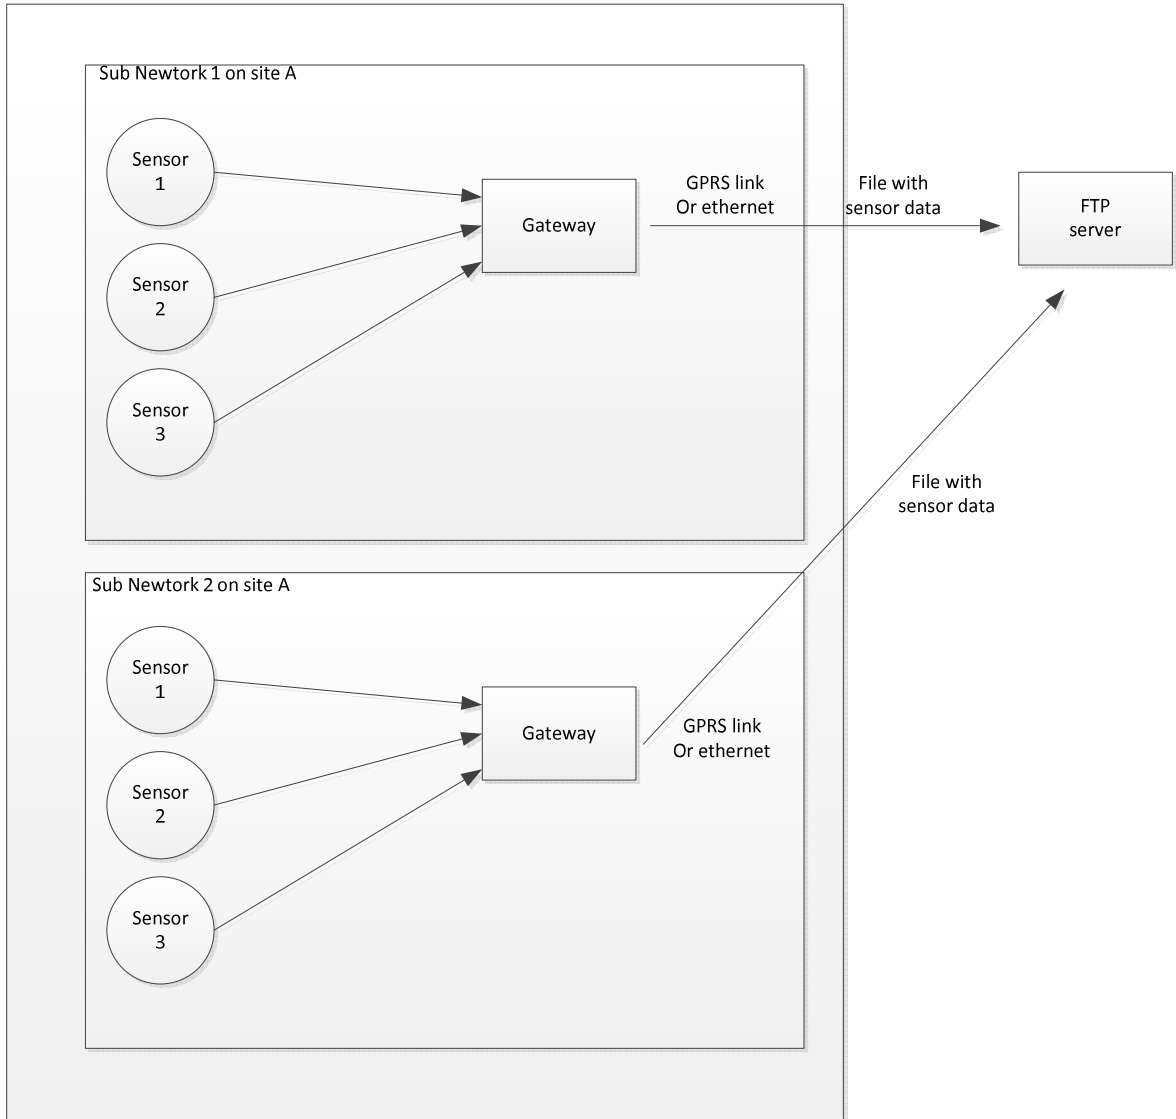 Sub Newtork 1 on site A
Sensor
1
Sensor
2
Sensor
3
Gateway
GPRS link
Or ethernet
File with
sensor data
FTP
server
File with
sensor data
Sub Newtork 2 on site A
Sensor
1
Sensor
2
Sensor
3
Gateway
GPRS link
Or ethernet